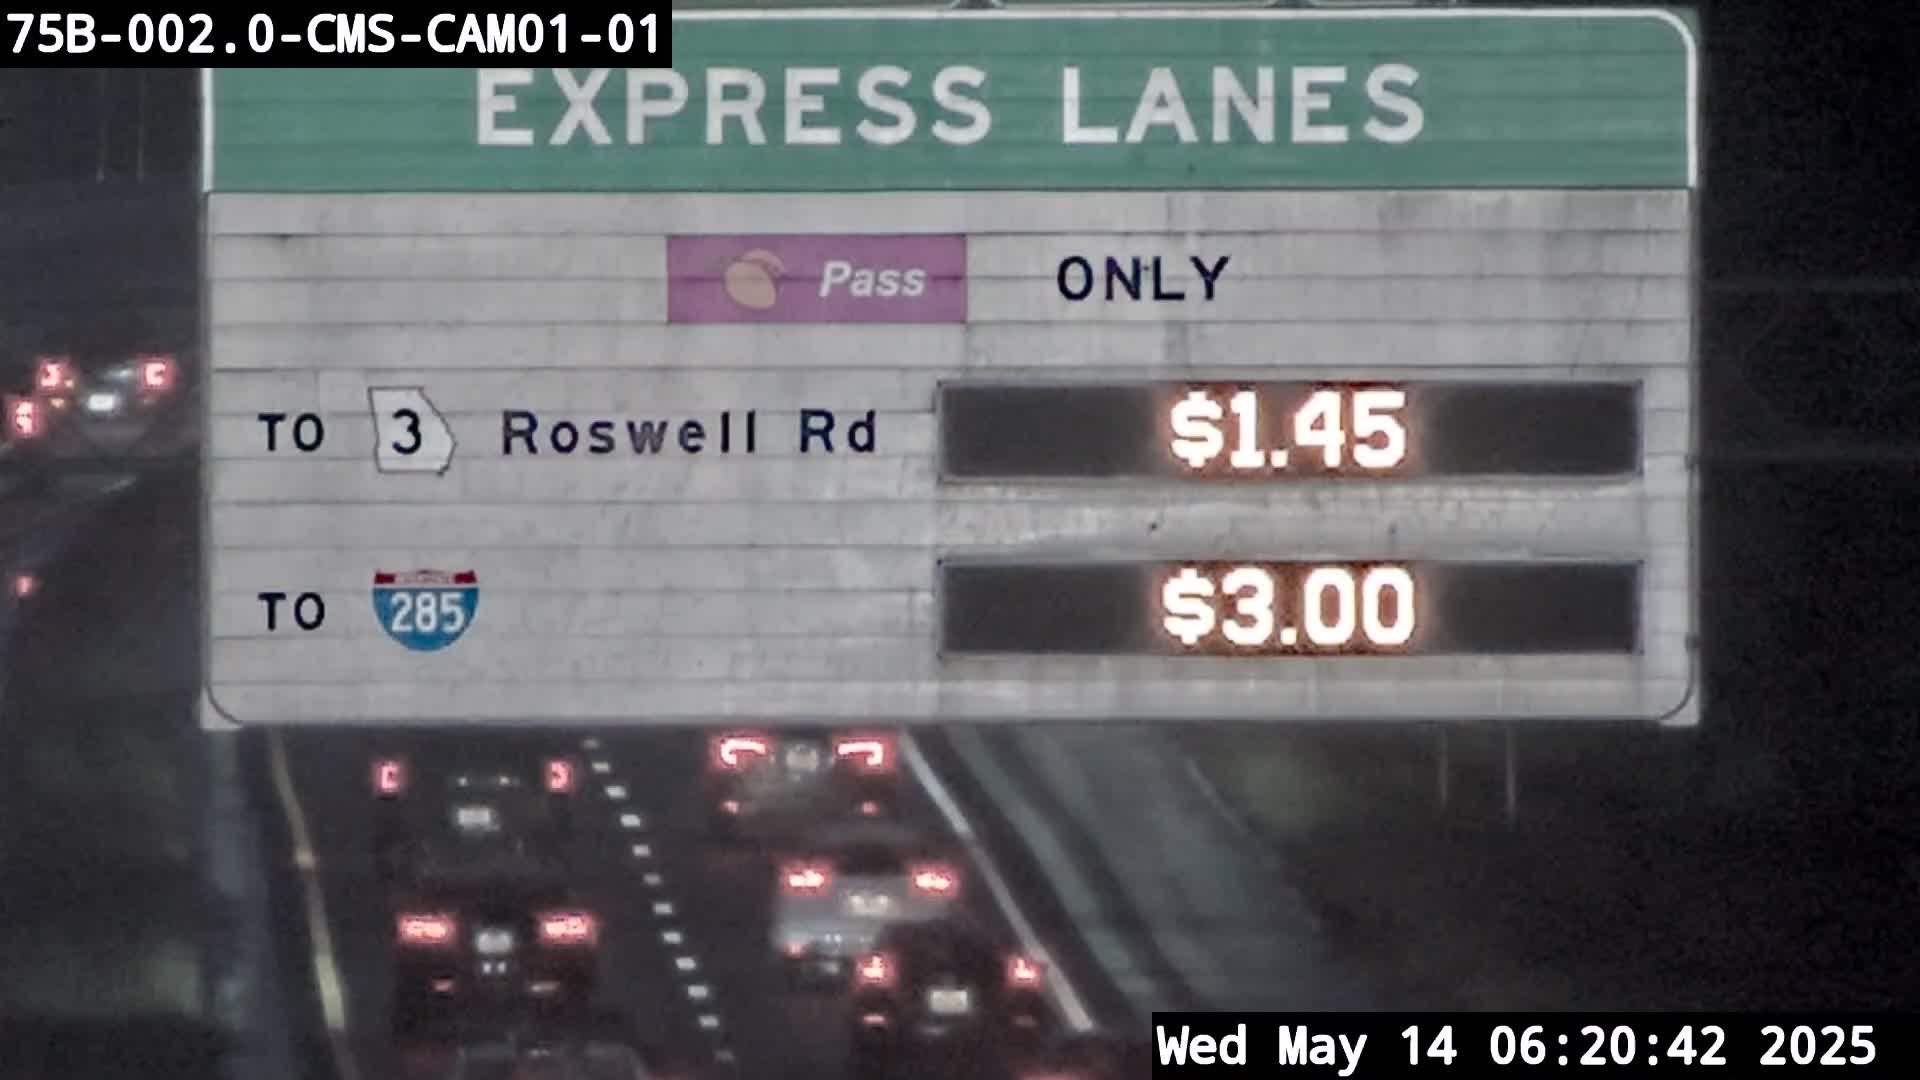 75B-002.0-CMS-CAM01-01
EXPRESS LANES
Pass ONLY
TO 3 Roswell Rd $1.45
TO 285 $3.00
Wed May 14 06:20:42 2025